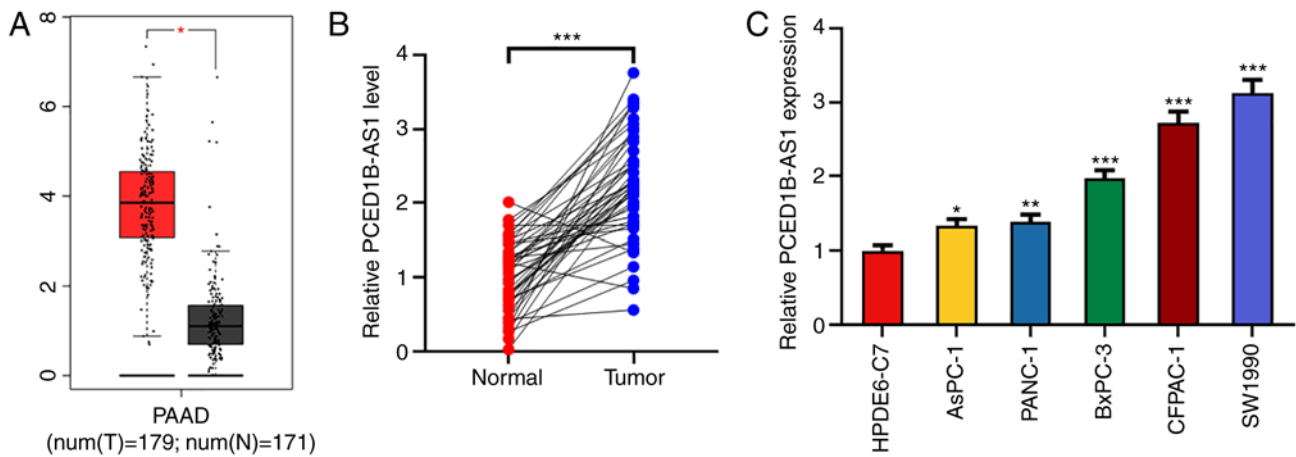 A
8
6
4
2
0
*
PAAD
(num(T)=179; num(N)=171)
B
***
Relative PCED1B-AS1 level
4
3
2
1
0
Normal
Tumor
C
Relative PCED1B-AS1 expression
4
3
2
1
0
*
**
***
***
***
HPDE6-C7
AsPC-1
PANC-1
BxPC-3
CFPAC-1
SW1990